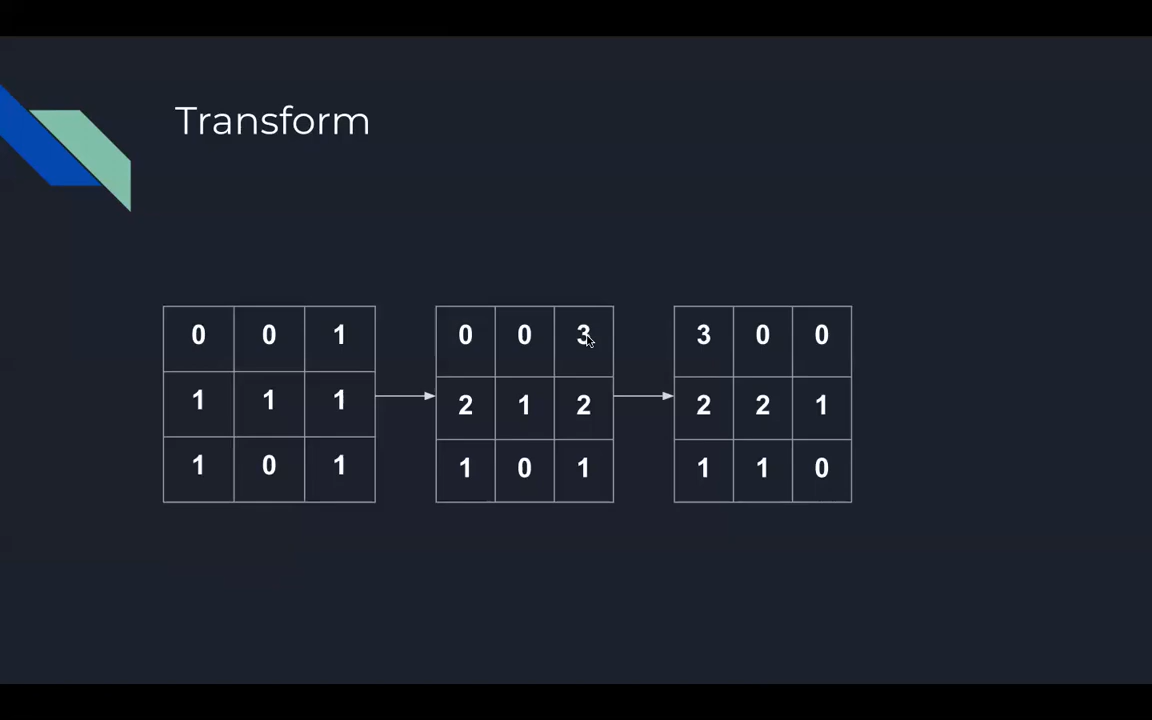 Transform
0 0 1
1 1 1
1 0 1
0 0 3
2 1 2
1 0 1
3 0 0
2 2 1
1 1 0